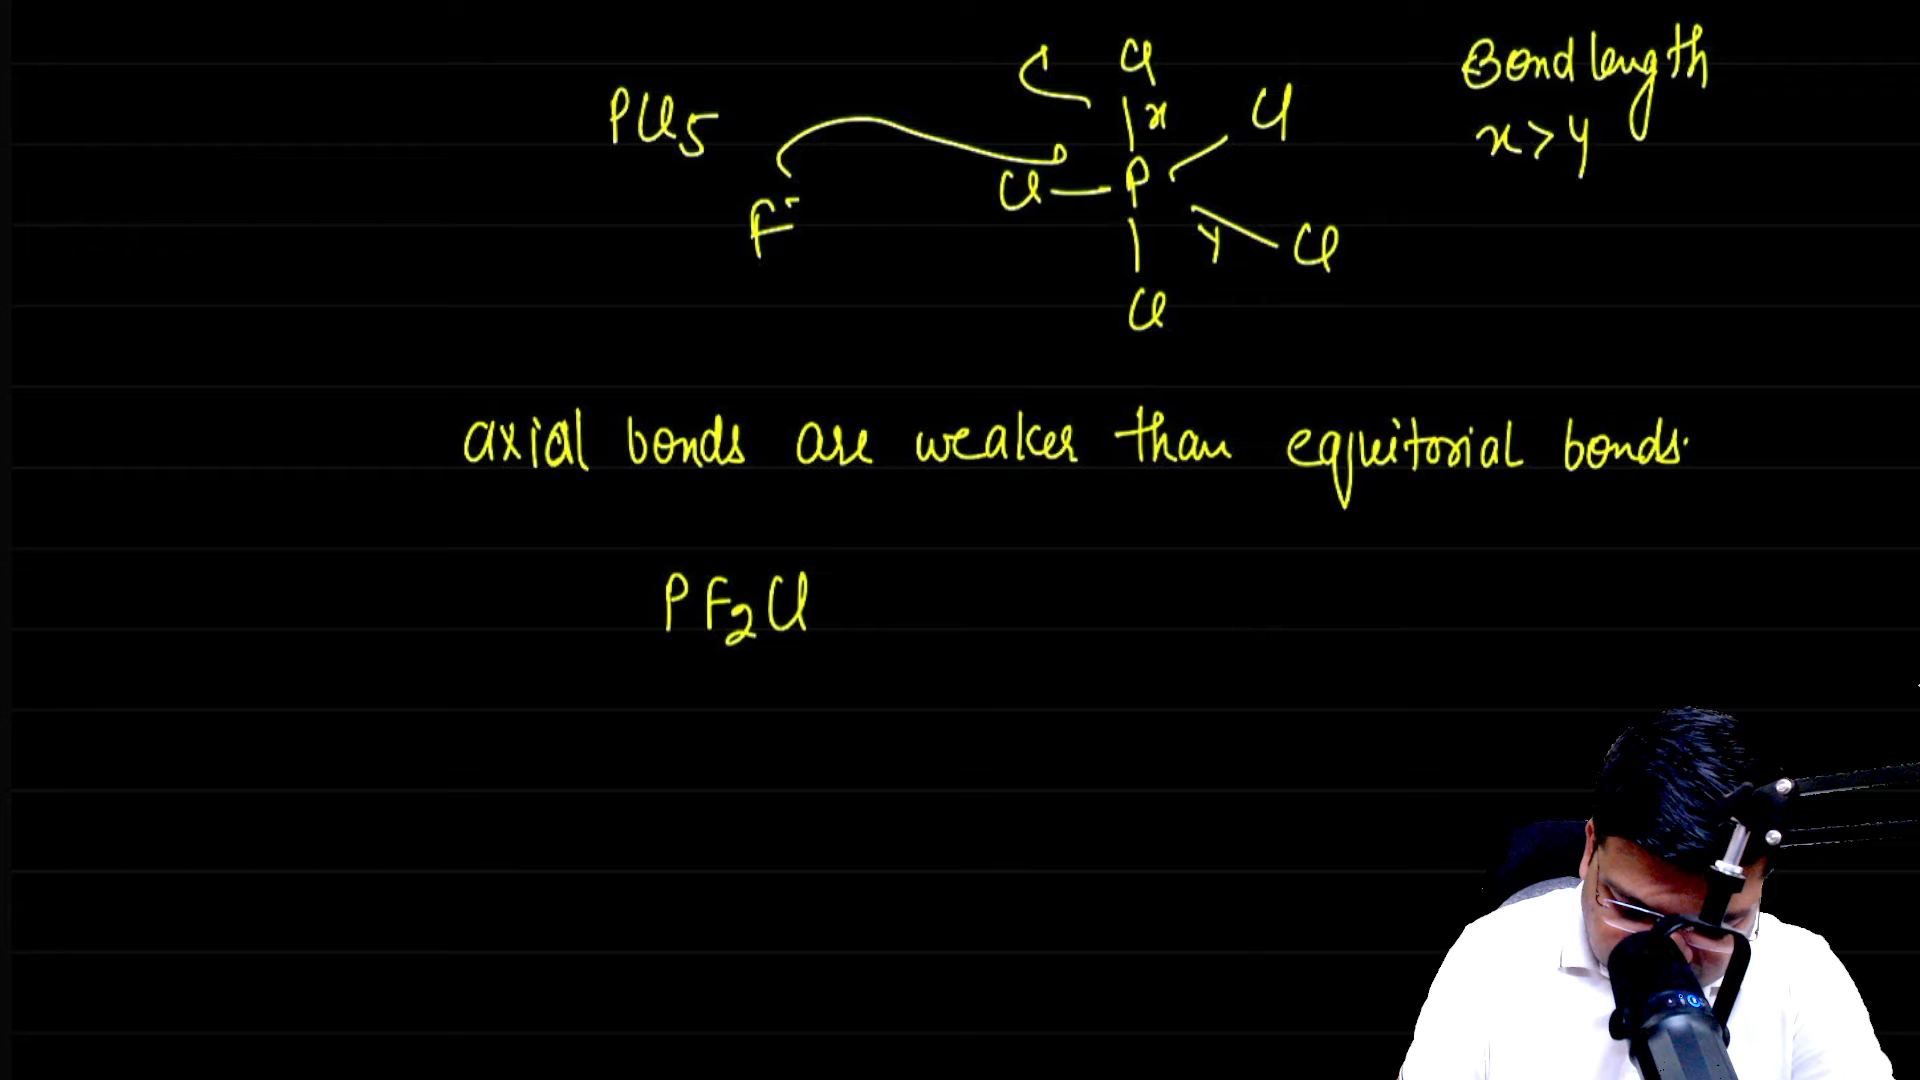 Cl
Bond length
PCl5
x
Cl
x > y
Cl
P
F-
y
Cl
Cl
axial bonds are weaker than equitorial bonds.
PF2Cl